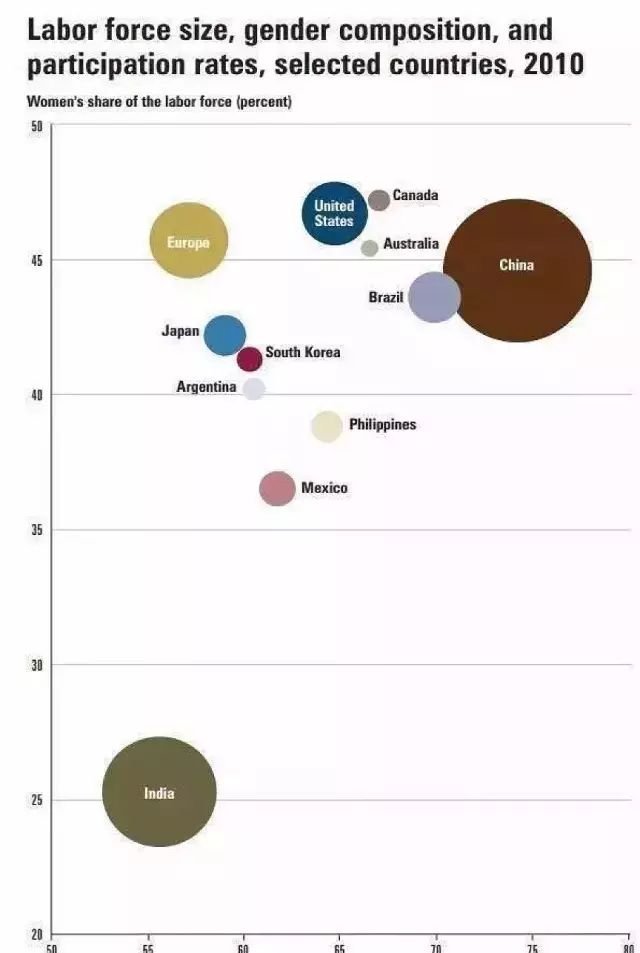 Labor force size, gender composition, and
participation rates, selected countries, 2010
Women's share of the labor force (percent)
50
Canada
United
States
Europe
Australia
45
China
Brazil
Japan
South Korea
Argentina
40
Philippines
Mexico
35
30
India
25
20
50 55 60 65 70 75 80